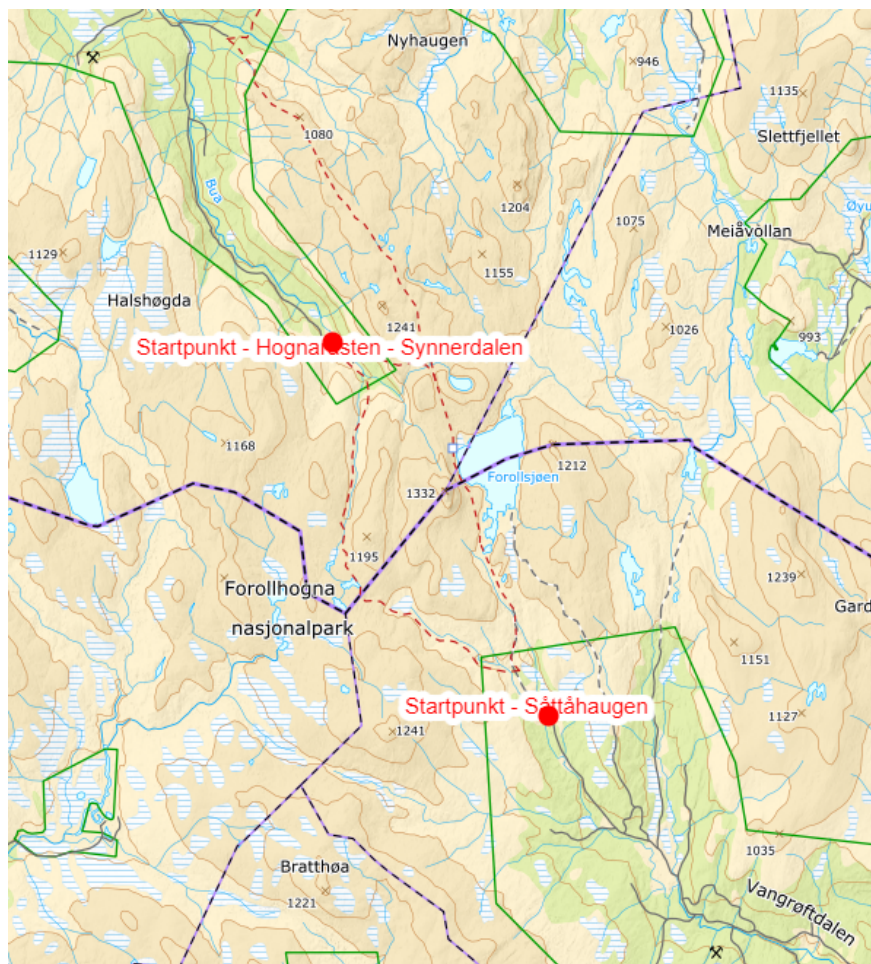 Nyhaugen
946
1135
1080
Slettfjellet
Bua
1204
1075
Meiåvollan
1129
1155
Halshøgda
1241
1026
993
Startpunkt - Hognarasten - Synnerdalen
1168
1212
Forollsjøen
1332
1195
1239
Forollhogna
nasjonalpark
Gard
1151
Startpunkt - Såttåhaugen
1127
1241
1035
Bratthøa
1221
Vangrøftdalen